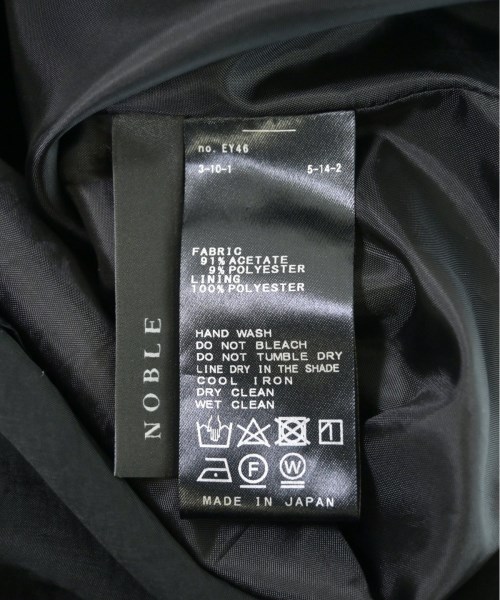 NOBLE
no. EY46
3-10-1 5-14-2
FABRIC
91% ACETATE
9% POLYESTER
LINING
100% POLYESTER
HAND WASH
DO NOT BLEACH
DO NOT TUMBLE DRY
LINE DRY IN THE SHADE
COOL IRON
DRY CLEAN
WET CLEAN
F W
MADE IN JAPAN